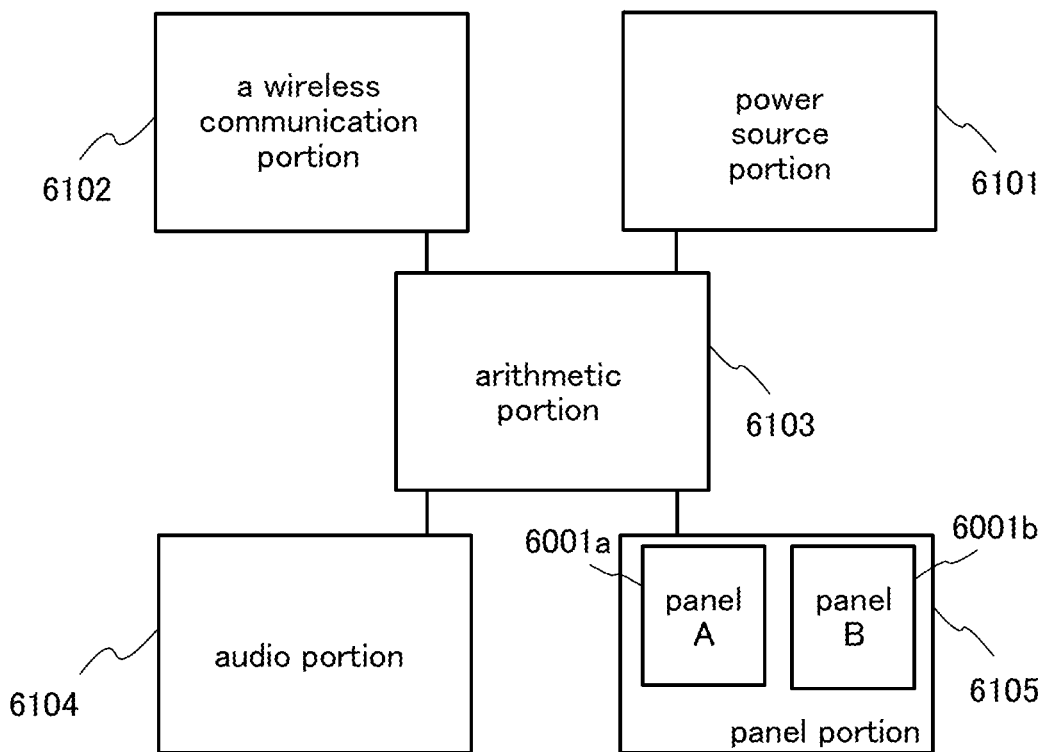 a wireless
communication
portion
6102
power
source
portion
6101
arithmetic
portion
6103
audio portion
6104
6001a
panel
A
6001b
panel
B
6105
panel portion